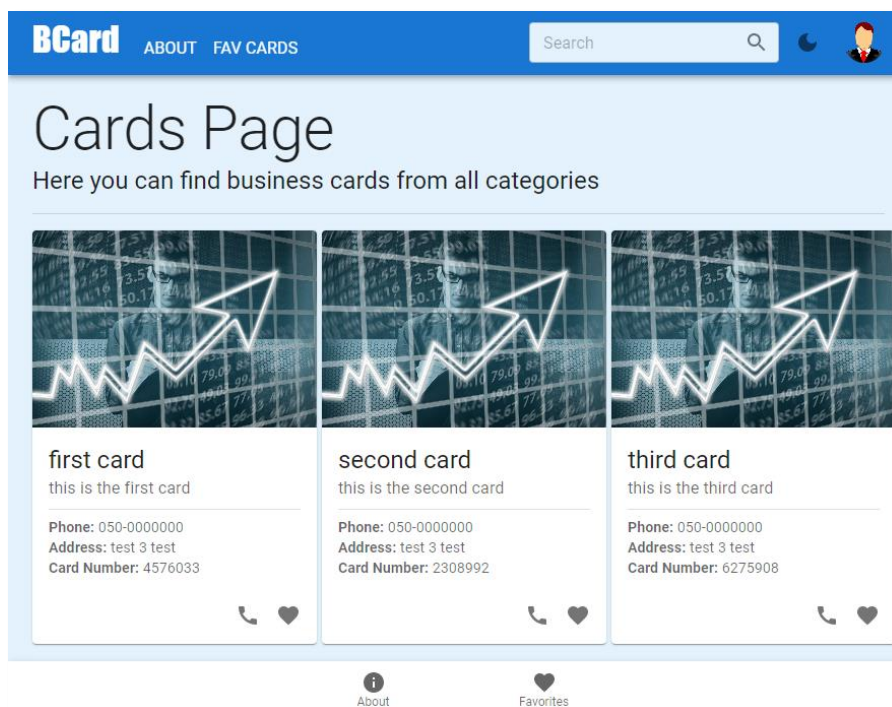 BCard ABOUT FAV CARDS Search
Cards Page
Here you can find business cards from all categories
first card
this is the first card
Phone: 050-0000000
Address: test 3 test
Card Number: 4576033
second card
this is the second card
Phone: 050-0000000
Address: test 3 test
Card Number: 2308992
third card
this is the third card
Phone: 050-0000000
Address: test 3 test
Card Number: 6275908
About
Favorites